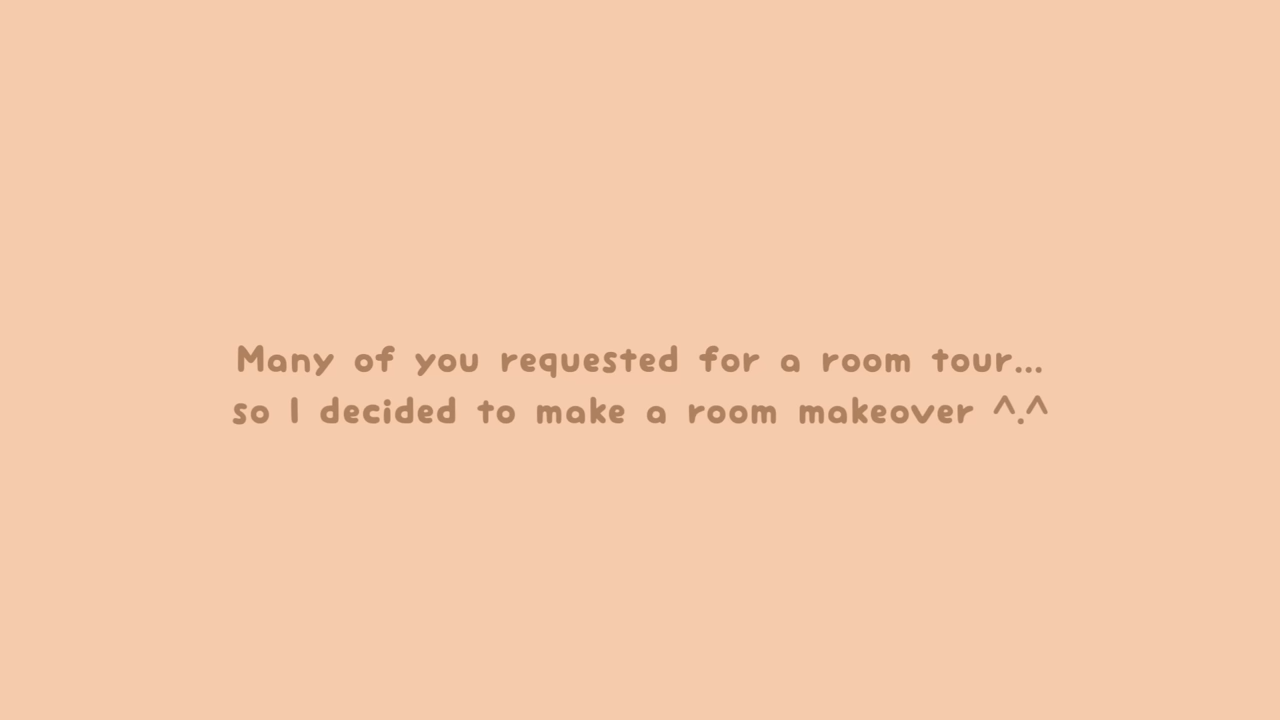 Many of you requested for a room tour...
so I decided to make a room makeover ^.^